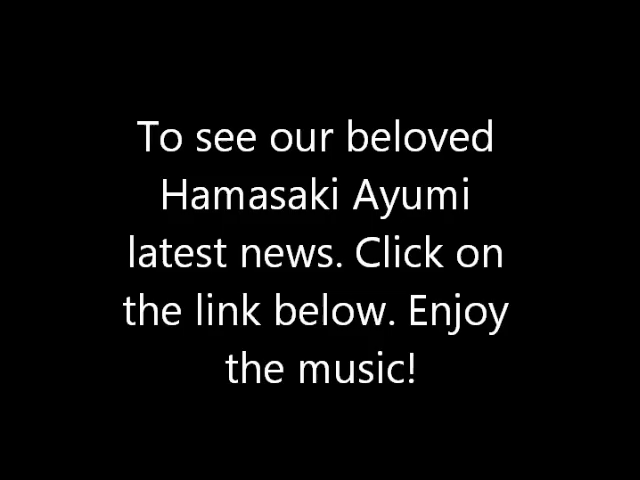 To see our beloved
Hamasaki Ayumi
latest news. Click on
the link below. Enjoy
the music!